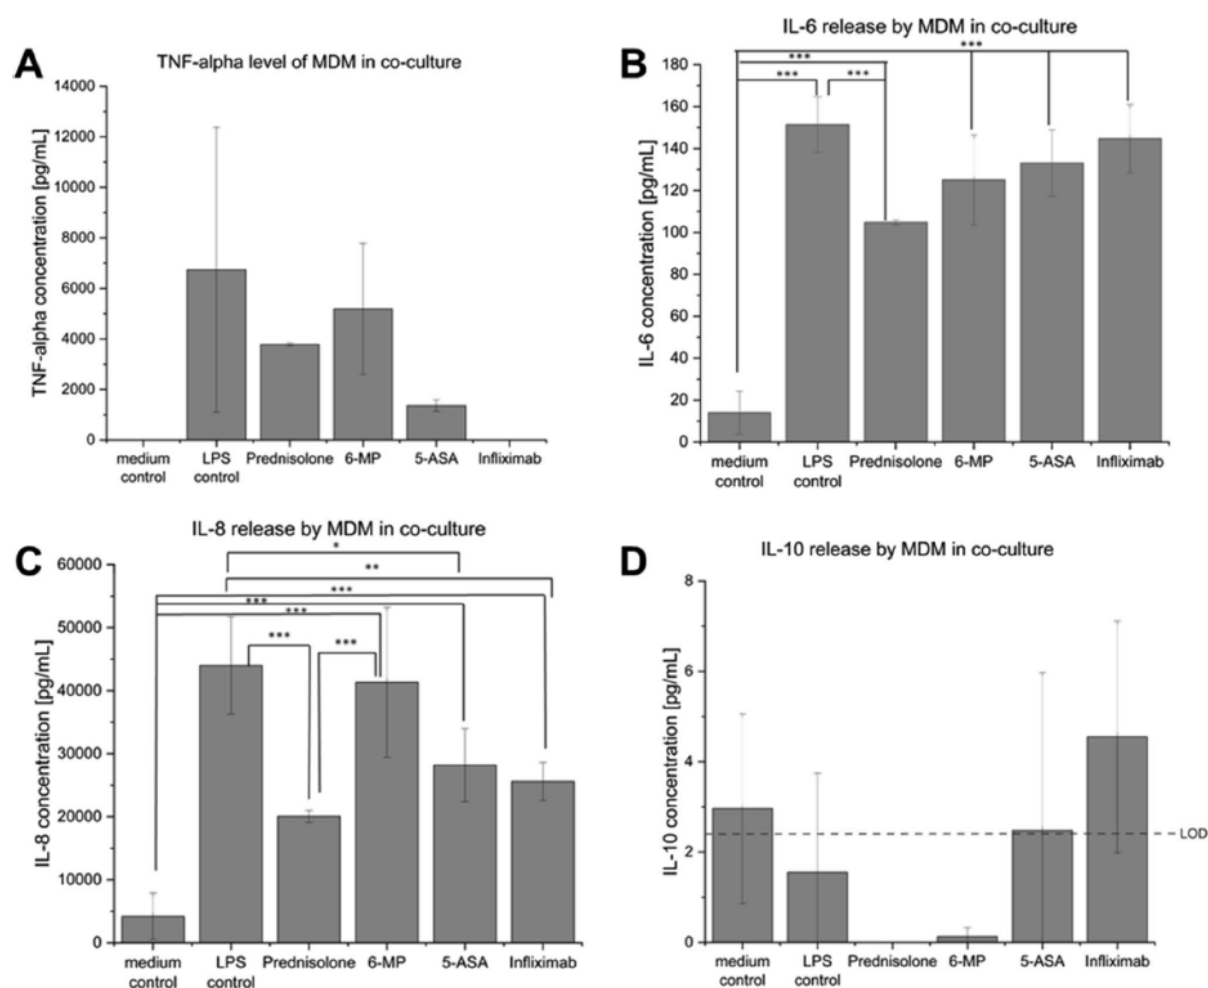 A
TNF-alpha level of MDM in co-culture
TNF-alpha concentration [pg/mL]
14000
12000
10000
8000
6000
4000
2000
0
medium control
LPS control
Prednisolone
6-MP
5-ASA
Infliximab
B
IL-6 release by MDM in co-culture
IL-6 concentration [pg/mL]
180
160
140
120
100
80
60
40
20
0
***
***
***
***
medium control
LPS control
Prednisolone
6-MP
5-ASA
Infliximab
C
IL-8 release by MDM in co-culture
IL-8 concentration [pg/mL]
60000
50000
40000
30000
20000
10000
0
*
**
***
***
***
***
***
medium control
LPS control
Prednisolone
6-MP
5-ASA
Infliximab
D
IL-10 release by MDM in co-culture
IL-10 concentration [pg/mL]
8
6
4
2
0
LOD
medium control
LPS control
Prednisolone
6-MP
5-ASA
Infliximab